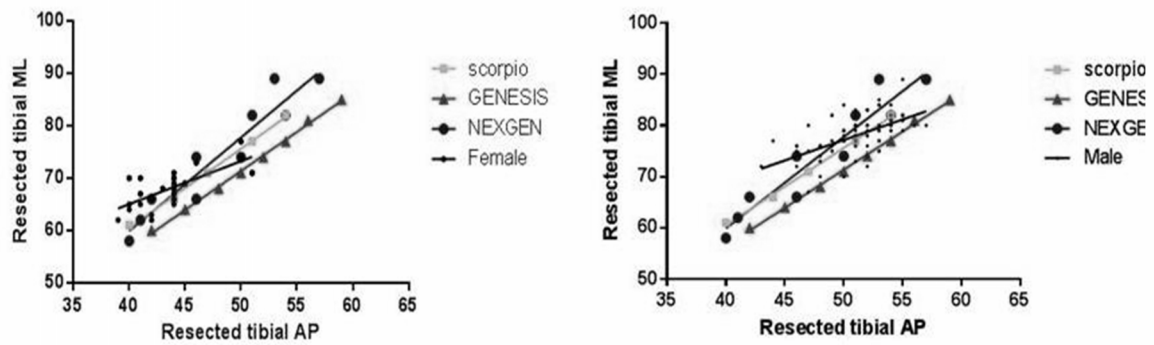 100
90
80
70
60
50
35 40 45 50 55 60 65
Resected tibial ML
Resected tibial AP
scorpio
GENESIS
NEXGEN
Female
100
90
80
70
60
50
35 40 45 50 55 60 65
Resected tibial ML
Resected tibial AP
scorpio
GENES
NEXGE
Male